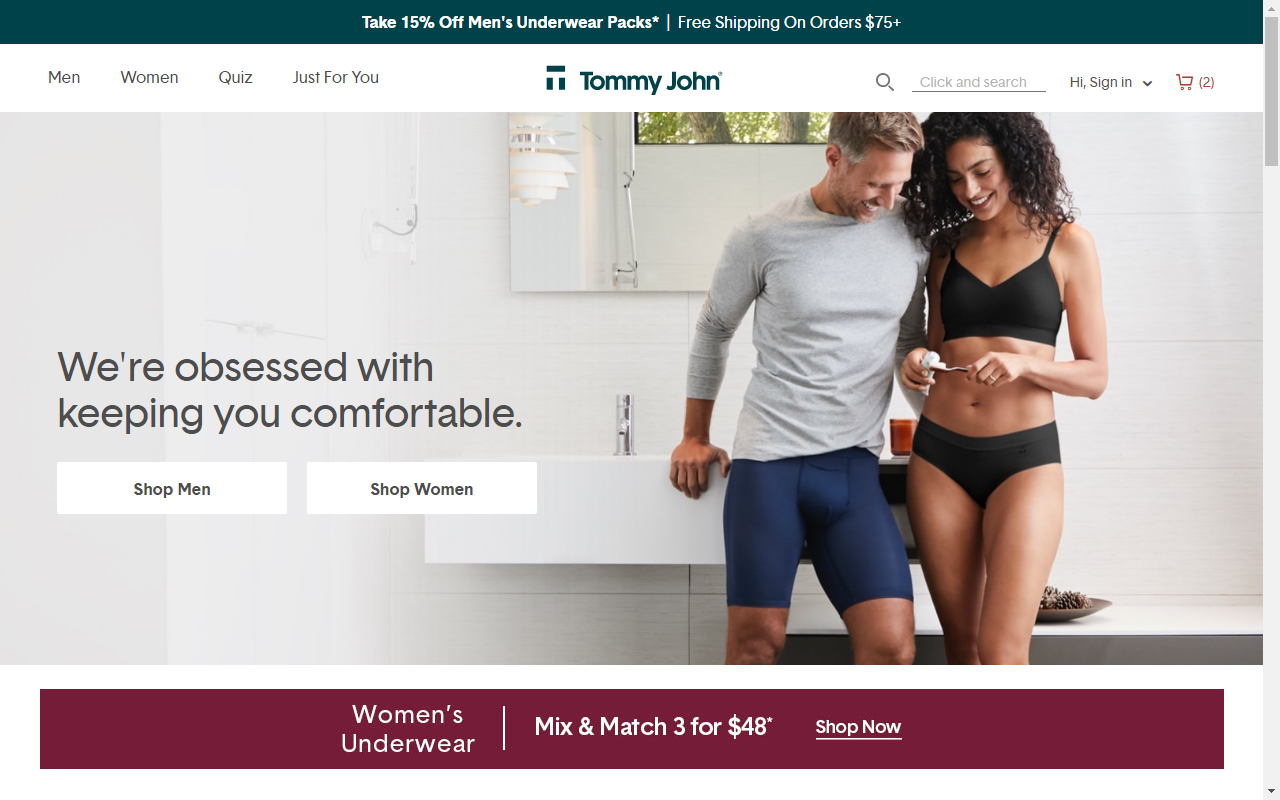 Take 15% Off Men's Underwear Packs* | Free Shipping On Orders $75+
Men Women Quiz Just For You
Tommy John®
Click and search
Hi, Sign in
(2)
We're obsessed with
keeping you comfortable.
Shop Men
Shop Women
Women's
Underwear
Mix & Match 3 for $48*
Shop Now